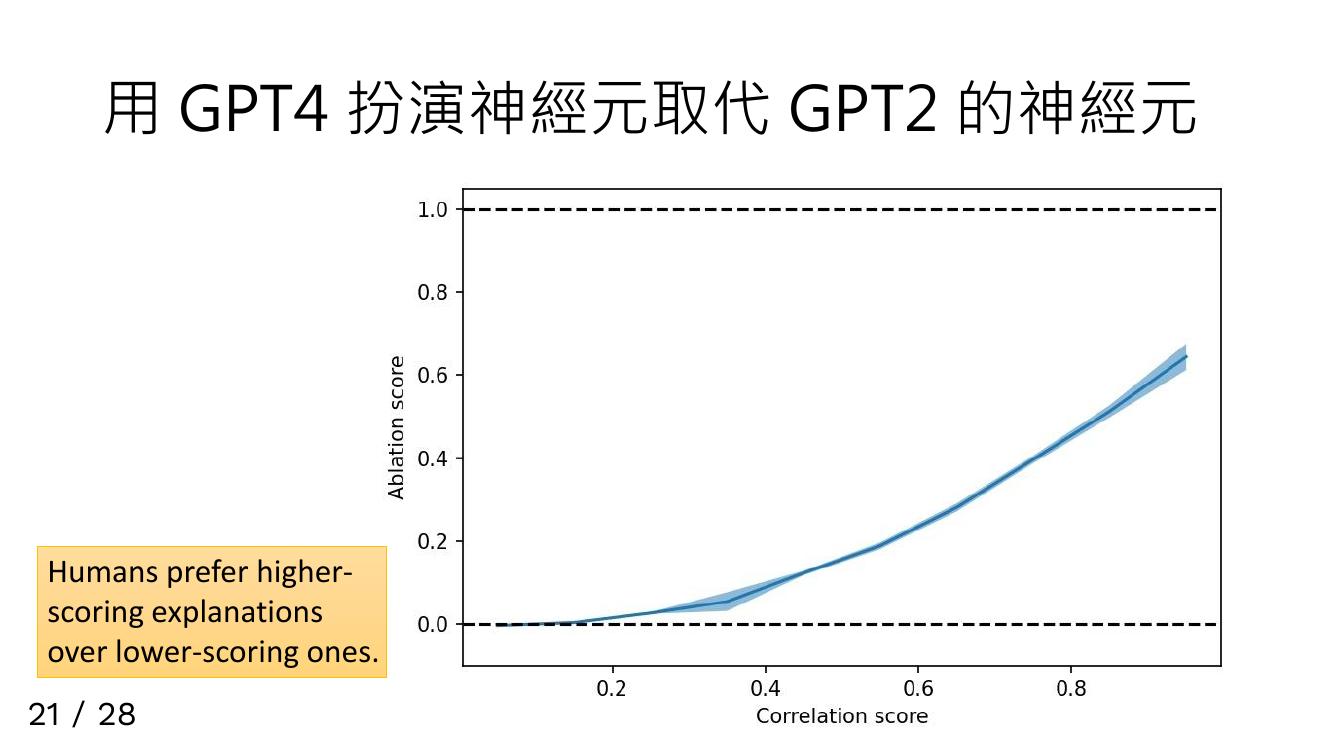 用 GPT4 扮演神經元取代 GPT2 的神經元
1.0
0.8
0.6
0.4
0.2
0.0
Ablation score
0.2 0.4 0.6 0.8
Correlation score
Humans prefer higher-
scoring explanations
over lower-scoring ones.
21 / 28